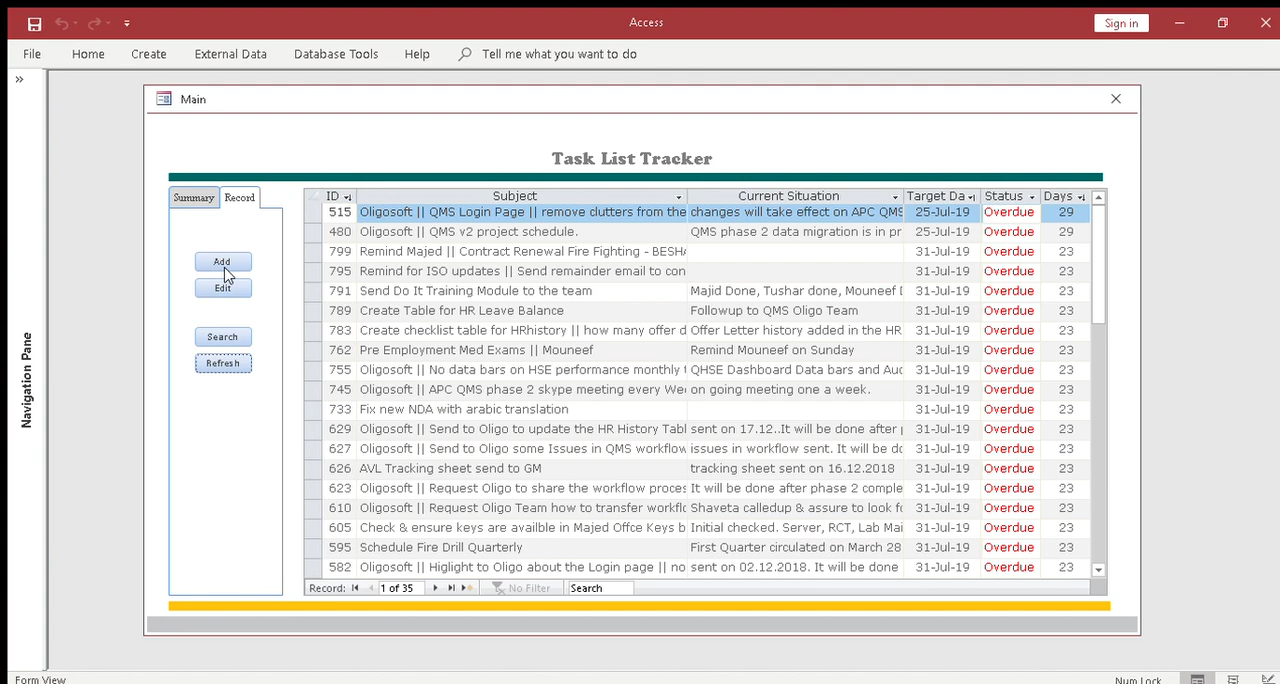 Access
Sign in
File Home Create External Data Database Tools Help Tell me what you want to do
Main
Task List Tracker
Summary Record
Add
Edit
Search
Refresh
Navigation Pane
ID Subject Current Situation Target Da Status Days
515 Oligosoft || QMS Login Page || remove clutters from the changes will take effect on APC QMS 25-Jul-19 Overdue 29
480 Oligosoft || QMS v2 project schedule. QMS phase 2 data migration is in pr 25-Jul-19 Overdue 29
799 Remind Majed || Contract Renewal Fire Fighting - BESHA 31-Jul-19 Overdue 23
795 Remind for ISO updates || Send remainder email to con 31-Jul-19 Overdue 23
791 Send Do It Training Module to the team Majid Done, Tushar done, Mouneef D 31-Jul-19 Overdue 23
789 Create Table for HR Leave Balance Followup to QMS Oligo Team 31-Jul-19 Overdue 23
783 Create checklist table for HRhistory || how many offer d Offer Letter history added in the HR 31-Jul-19 Overdue 23
762 Pre Employment Med Exams || Mouneef Remind Mouneef on Sunday 31-Jul-19 Overdue 23
755 Oligosoft || No data bars on HSE performance monthly QHSE Dashboard Data bars and Auc 31-Jul-19 Overdue 23
745 Oligosoft || APC QMS phase 2 skype meeting every Wee on going meeting one a week. 31-Jul-19 Overdue 23
733 Fix new NDA with arabic translation 31-Jul-19 Overdue 23
629 Oligosoft || Send to Oligo to update the HR History Tabl sent on 17.12..It will be done after p 31-Jul-19 Overdue 23
627 Oligosoft || Send to Oligo some Issues in QMS workflow issues in workflow sent. It will be do 31-Jul-19 Overdue 23
626 AVL Tracking sheet send to GM tracking sheet sent on 16.12.2018 31-Jul-19 Overdue 23
623 Oligosoft || Request Oligo to share the workflow proces It will be done after phase 2 comple 31-Jul-19 Overdue 23
610 Oligosoft || Request Oligo Team how to transfer workflo Shaveta calledup & assure to look fo 31-Jul-19 Overdue 23
605 Check & ensure keys are availble in Majed Offce Keys b Initial checked. Server, RCT, Lab Mai 31-Jul-19 Overdue 23
595 Schedule Fire Drill Quarterly First Quarter circulated on March 28 31-Jul-19 Overdue 23
582 Oligosoft || Higlight to Oligo about the Login page || no sent on 02.12.2018. It will be done 31-Jul-19 Overdue 23
Record: 1 of 35 No Filter Search
Form View Num Lock